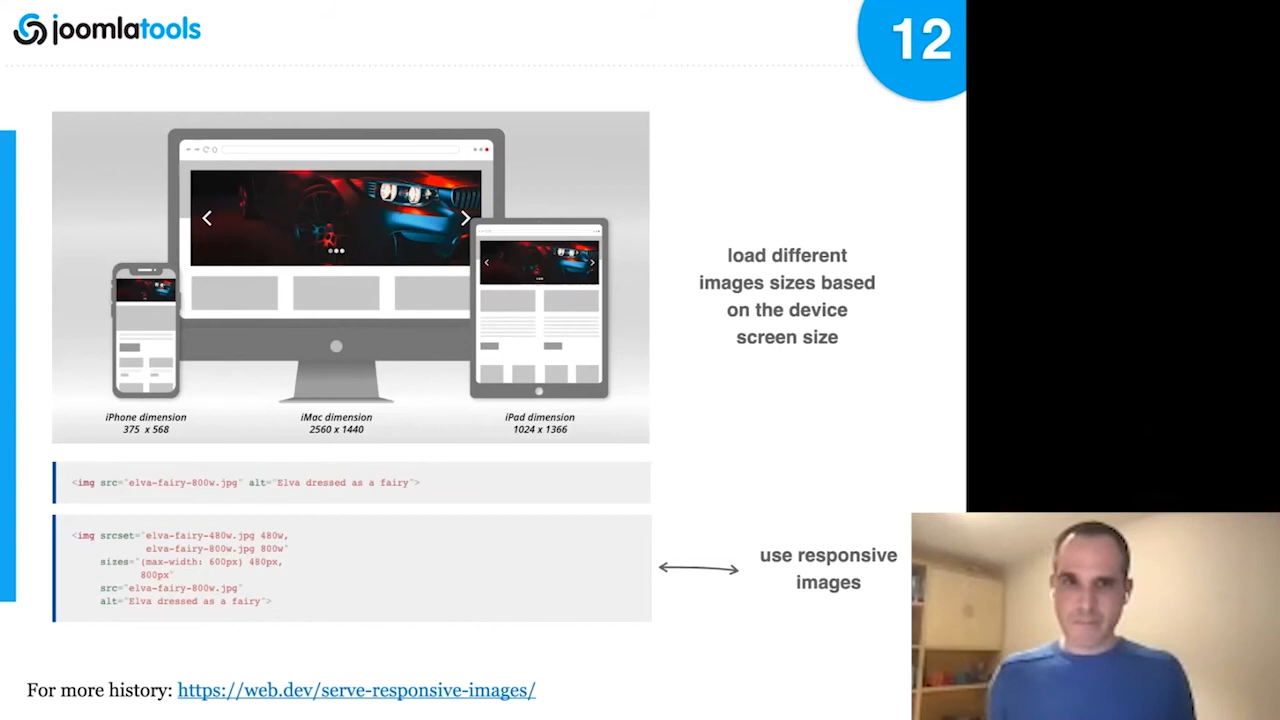 joomlatools
12
load different
images sizes based
on the device
screen size
iPhone dimension
375 x 568
iMac dimension
2560 x 1440
iPad dimension
1024 x 1366
<img src="elva-fairy-800w.jpg" alt="Elva dressed as a fairy">
<img srcset="elva-fairy-480w.jpg 480w,
elva-fairy-800w.jpg 800w"
sizes="(max-width: 600px) 480px,
800px"
src="elva-fairy-800w.jpg"
alt="Elva dressed as a fairy">
use responsive
images
For more history: https://web.dev/serve-responsive-images/